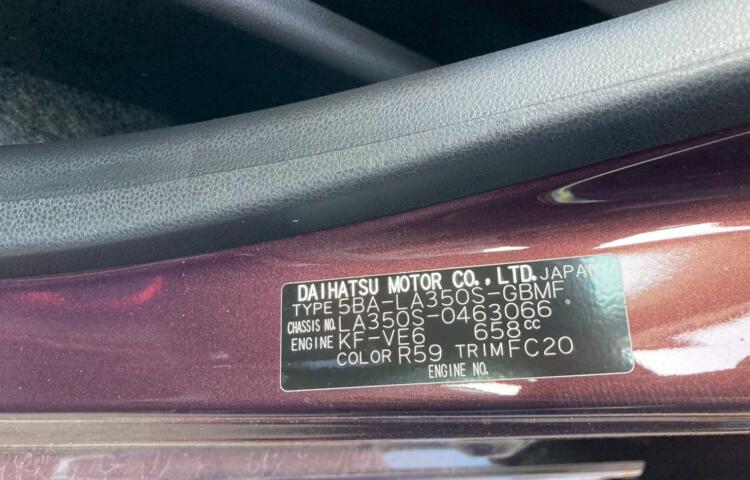 DAIHATSU MOTOR CO., LTD. JAPAN
TYPE 5BA-LA350S-GBMF
CHASSIS NO. LA350S-0463066
ENGINE KF-VE6 658cc
COLOR R59 TRIM FC20
ENGINE NO.